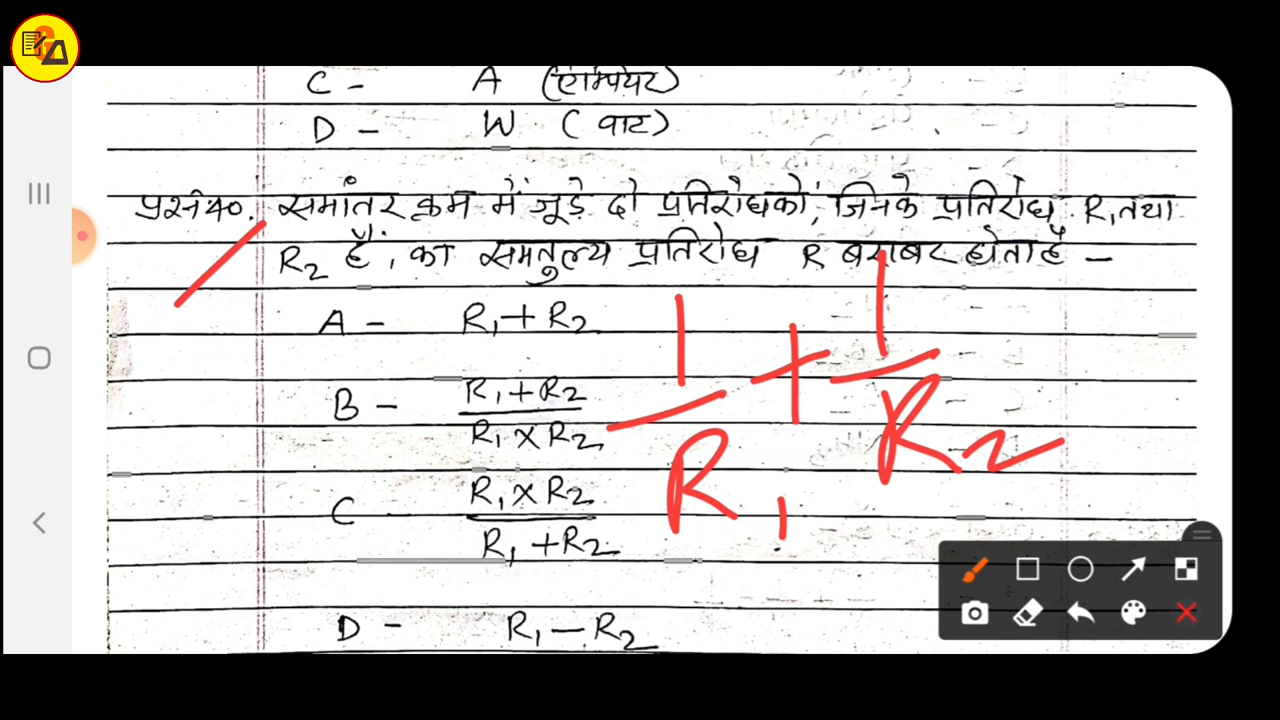 C - A (एम्पियर)
D - W (वाट)
प्रश्न40. समांतर क्रम में जूड़े दो प्रतिरोधकों, जिनके प्रतिरोध R₁ तथा
R₂ हैं, का समतुल्य प्रतिरोध R बराबर होता है -
A - R₁+R₂
B - R₁+R₂
R₁×R₂
1/R₁ + 1/R₂
C R₁×R₂
R₁+R₂
D - R₁-R₂